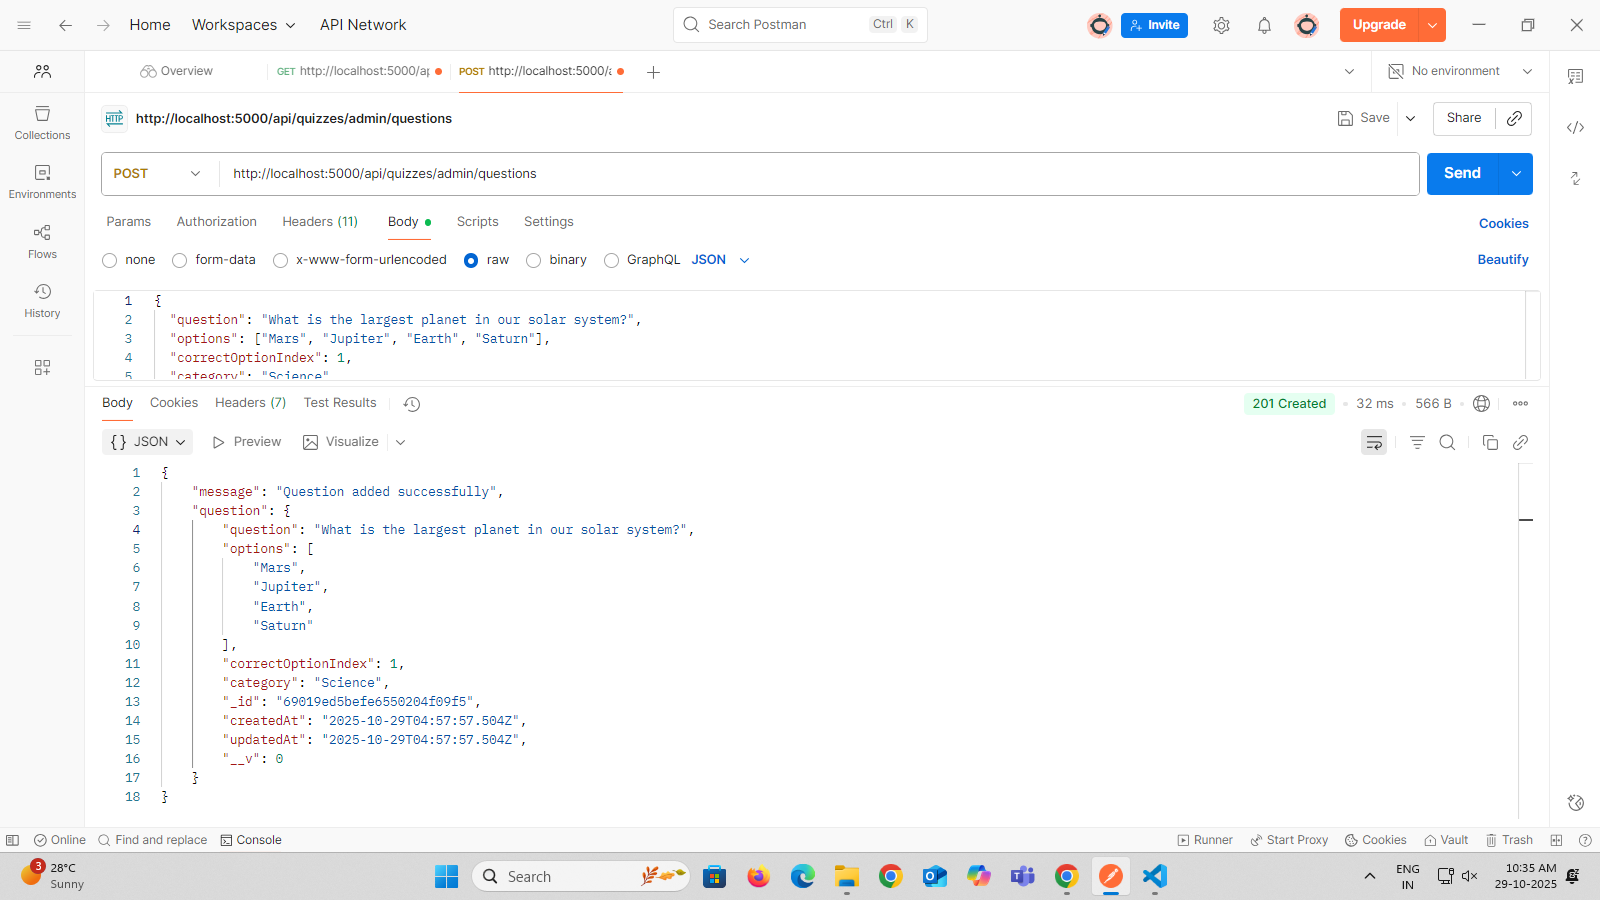 Home Workspaces API Network Search Postman Ctrl K Invite Upgrade
Overview GET http://localhost:5000/ap POST http://localhost:5000/a No environment
HTTP http://localhost:5000/api/quizzes/admin/questions Save Share
POST http://localhost:5000/api/quizzes/admin/questions Send
Params Authorization Headers (11) Body Scripts Settings Cookies
none form-data x-www-form-urlencoded raw binary GraphQL JSON Beautify
Collections
Environments
Flows
History
1 {
2 "question": "What is the largest planet in our solar system?",
3 "options": ["Mars", "Jupiter", "Earth", "Saturn"],
4 "correctOptionIndex": 1,
5 "category": "Science"
Body Cookies Headers (7) Test Results 201 Created 32 ms 566 B
{} JSON Preview Visualize
1 {
2 "message": "Question added successfully",
3 "question": {
4 "question": "What is the largest planet in our solar system?",
5 "options": [
6 "Mars",
7 "Jupiter",
8 "Earth",
9 "Saturn"
10 ],
11 "correctOptionIndex": 1,
12 "category": "Science",
13 "_id": "69019ed5befe6550204f09f5",
14 "createdAt": "2025-10-29T04:57:57.504Z",
15 "updatedAt": "2025-10-29T04:57:57.504Z",
16 "__v": 0
17 }
18 }
Online Find and replace Console Runner Start Proxy Cookies Vault Trash
3 28°C
Sunny
Search
ENG
IN
10:35 AM
29-10-2025